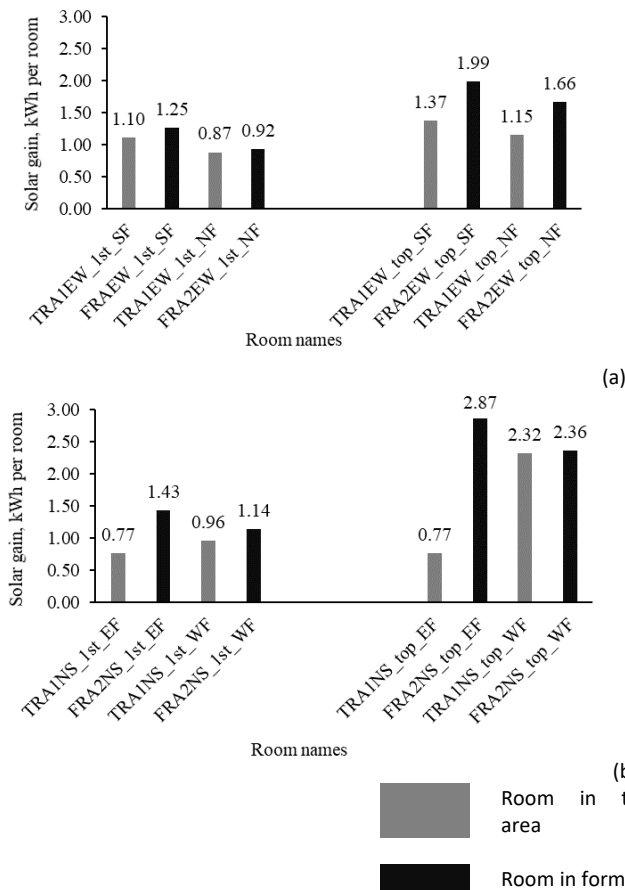 Solar gain, kWh per room
3.00
2.50
2.00
1.50
1.00
0.50
0.00
1.10
1.25
0.87
0.92
1.37
1.99
1.15
1.66
TRA1EW_1st_SF
FRAEW_1st_SF
TRA1EW_1st_NF
FRA2EW_1st_NF
TRA1EW_top_SF
FRA2EW_top_SF
TRA1EW_top_NF
FRA2EW_top_NF
Room names
(a)
Solar gain, kWh per room
3.00
2.50
2.00
1.50
1.00
0.50
0.00
0.77
1.43
0.96
1.14
0.77
2.87
2.32
2.36
TRA1NS_1st_EF
FRA2NS_1st_EF
TRA1NS_1st_WF
FRA2NS_1st_WF
TRA1NS_top_EF
FRA2NS_top_EF
TRA1NS_top_WF
FRA2NS_top_WF
Room names
(b
Room in t
area
Room in form